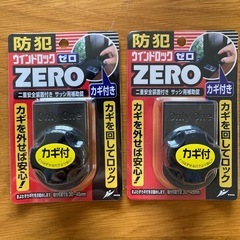 防犯
ウインドロック ゼロ
ZERO
カギ付き
二重安全装置付き サッシ用補助錠
カギを外せば安心!
カギを回してロック
カギ付
防犯
ウインドロック ゼロ
ZERO
カギ付き
二重安全装置付き サッシ用補助錠
カギを外せば安心!
カギを回してロック
カギ付